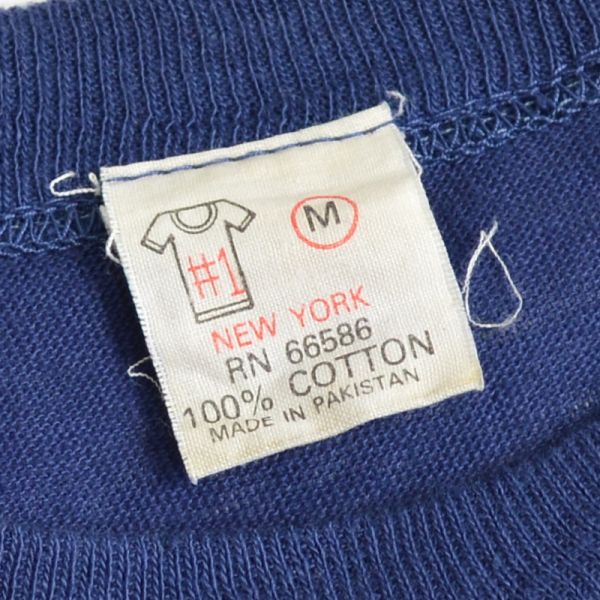 #1
M
NEW YORK
RN 66586
100% COTTON
MADE IN PAKISTAN